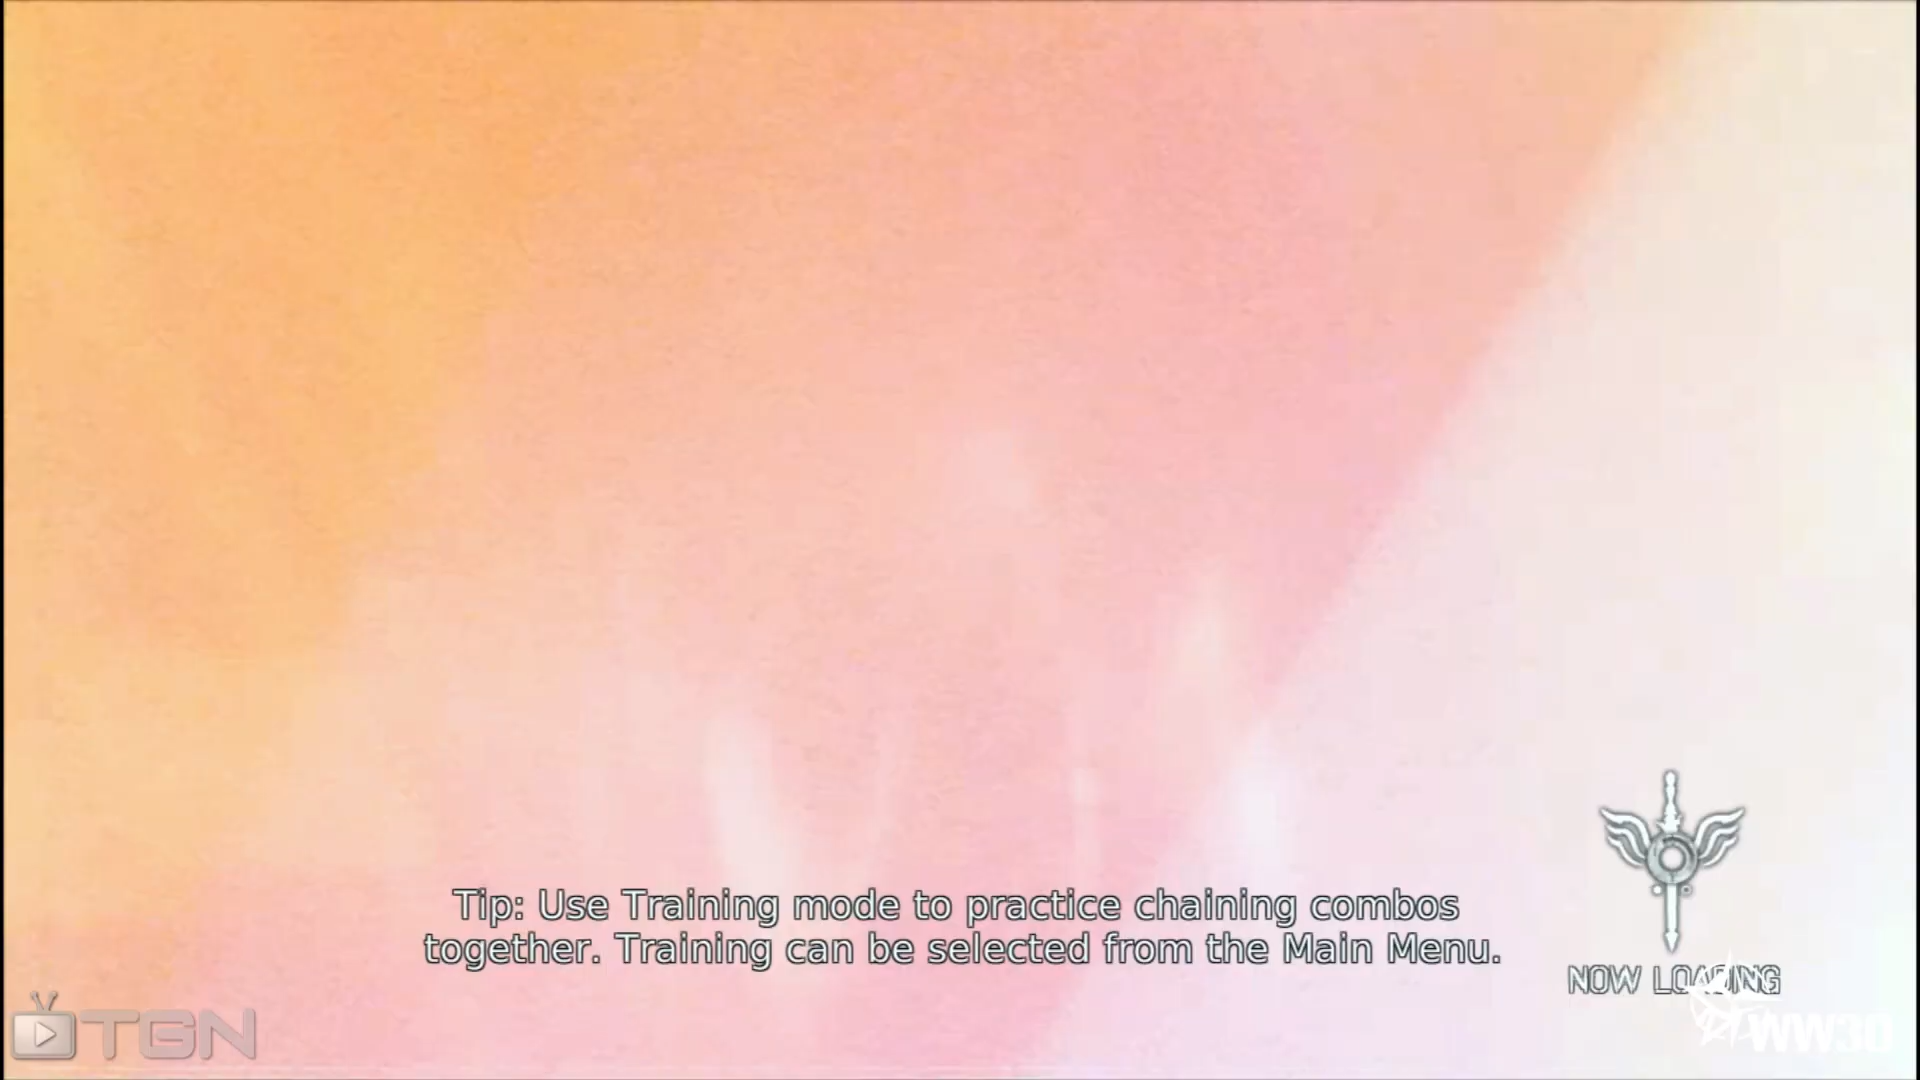 Tip: Use Training mode to practice chaining combos
together. Training can be selected from the Main Menu.
NOW LOADING
TGN
WW30